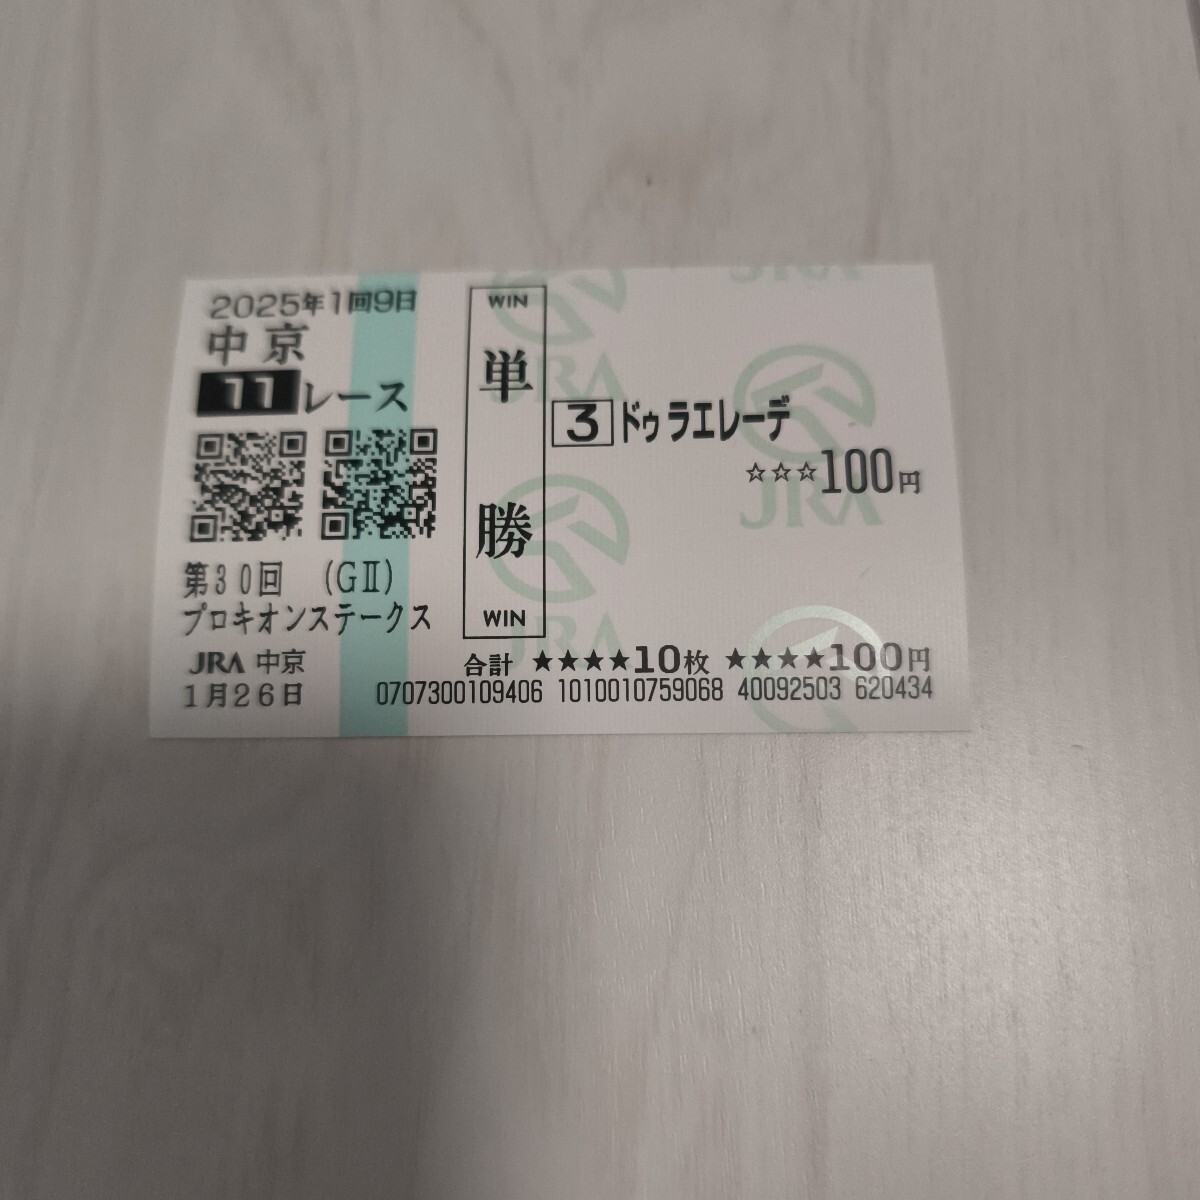 2025年1回9日
中京
11レース
第30回 (GⅡ)
プロキオンステークス
JRA 中京
1月26日
WIN
単
勝
WIN
3 ドゥラエレーデ
☆☆☆100円
合計 ★★★★10枚 ★★★★100円
0707300109406 1010010759068 40092503 620434
JRA
JRA
JRA
JRA